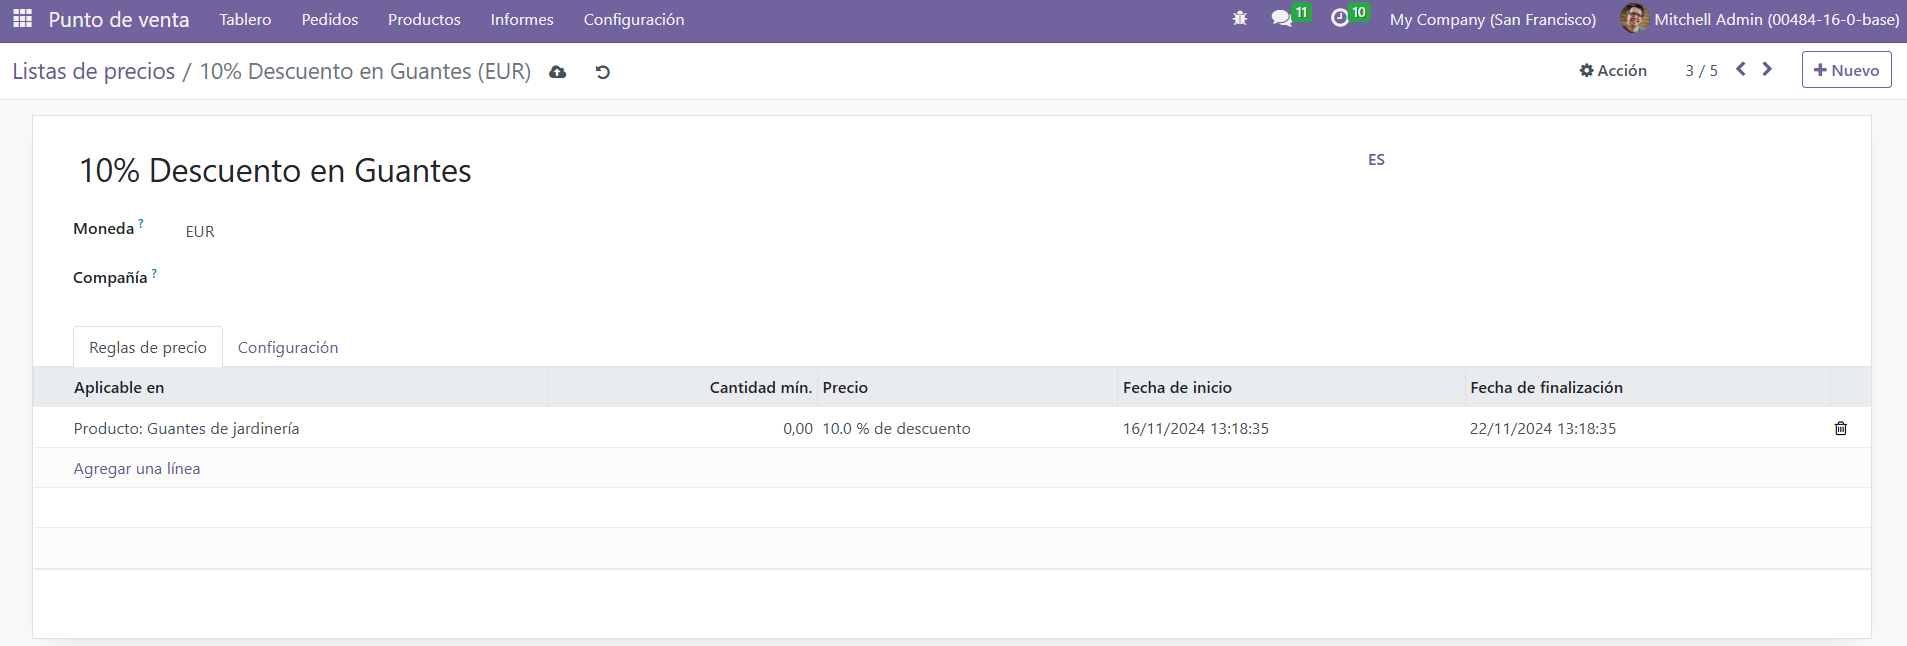 Punto de venta Tablero Pedidos Productos Informes Configuración 11 10 My Company (San Francisco) Mitchell Admin (00484-16-0-base)
Listas de precios / 10% Descuento en Guantes (EUR) Acción 3 / 5 Nuevo
10% Descuento en Guantes ES
Moneda ? EUR
Compañía ?
Reglas de precio Configuración
Aplicable en Cantidad mín. Precio Fecha de inicio Fecha de finalización
Producto: Guantes de jardinería 0,00 10.0 % de descuento 16/11/2024 13:18:35 22/11/2024 13:18:35
Agregar una línea